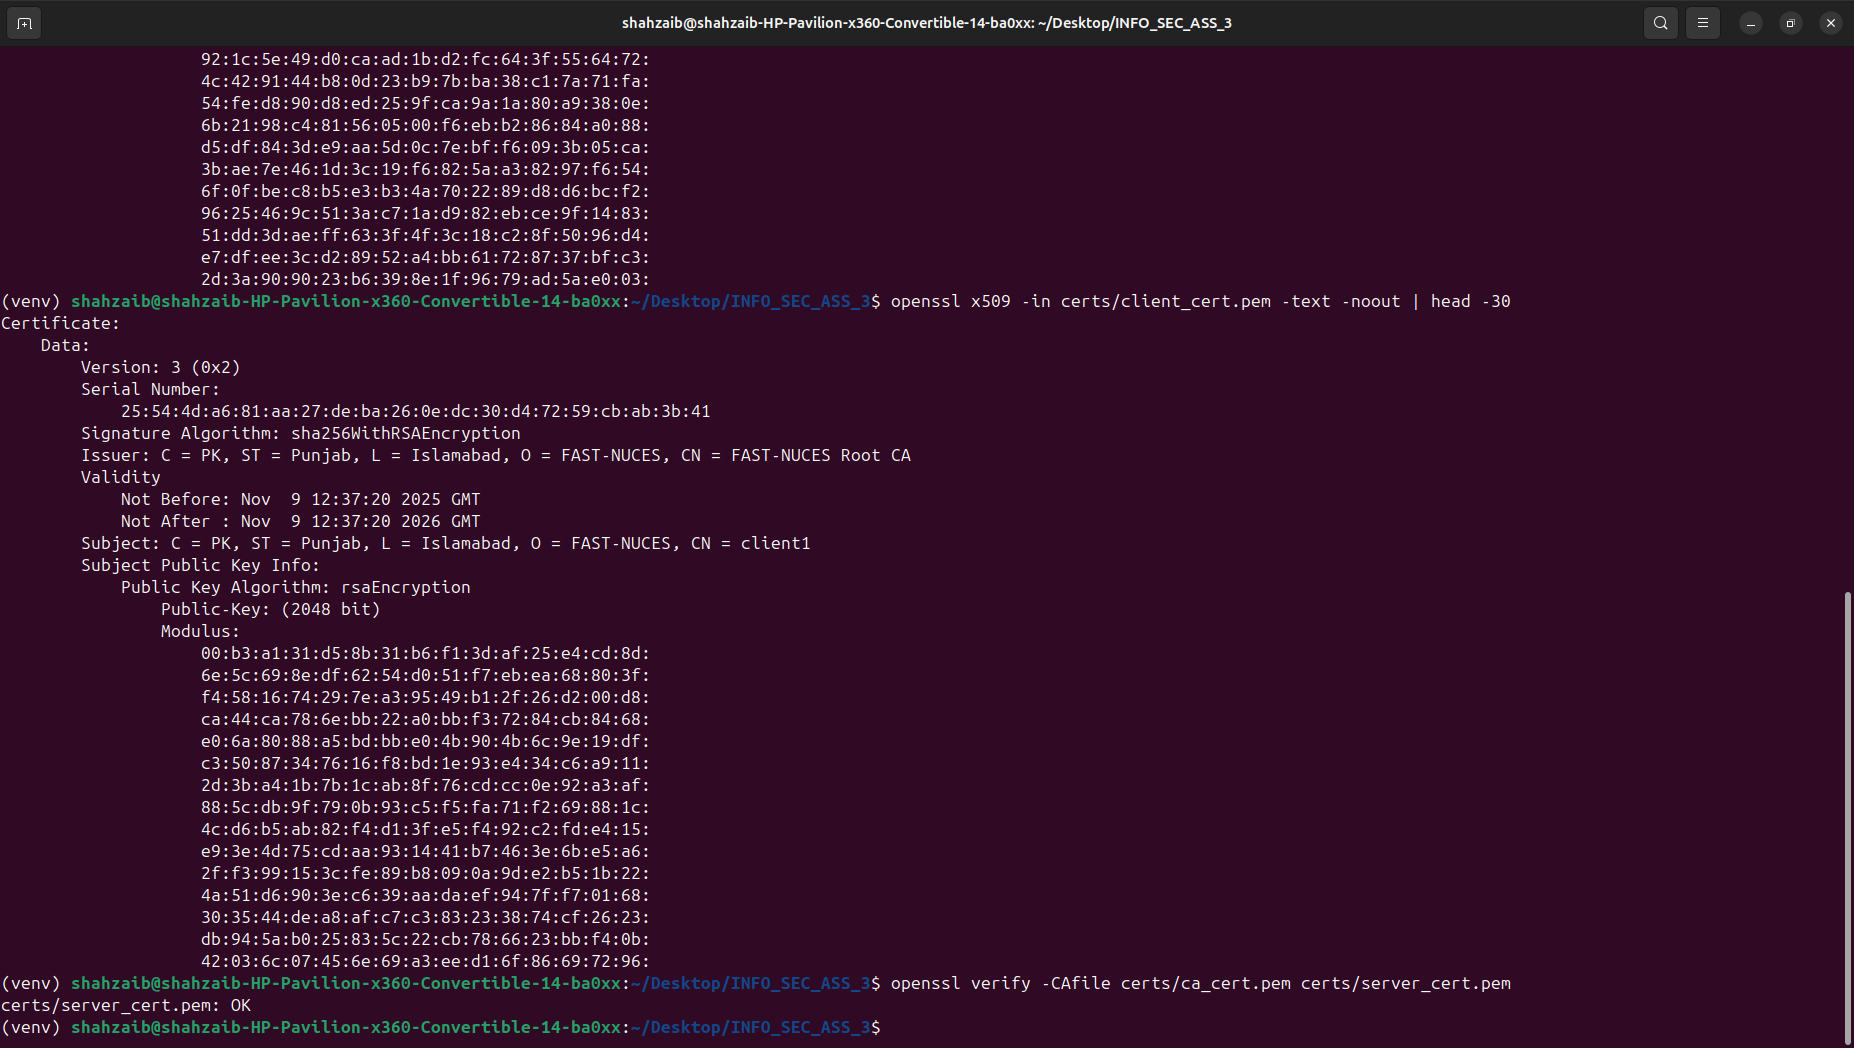 shahzaib@shahzaib-HP-Pavilion-x360-Convertible-14-ba0xx: ~/Desktop/INFO_SEC_ASS_3
92:1c:5e:49:d0:ca:ad:1b:d2:fc:64:3f:55:64:72:
4c:42:91:44:b8:0d:23:b9:7b:ba:38:c1:7a:71:fa:
54:fe:d8:90:d8:ed:25:9f:ca:9a:1a:80:a9:38:0e:
6b:21:98:c4:81:56:05:00:f6:eb:b2:86:84:a0:88:
d5:df:84:3d:e9:aa:5d:0c:7e:bf:f6:09:3b:05:ca:
3b:ae:7e:46:1d:3c:19:f6:82:5a:a3:82:97:f6:54:
6f:0f:be:c8:b5:e3:b3:4a:70:22:89:d8:d6:bc:f2:
96:25:46:9c:51:3a:c7:1a:d9:82:eb:ce:9f:14:83:
51:dd:3d:ae:ff:63:3f:4f:3c:18:c2:8f:50:96:d4:
e7:df:ee:3c:d2:89:52:a4:bb:61:72:87:37:bf:c3:
2d:3a:90:90:23:b6:39:8e:1f:96:79:ad:5a:e0:03:
(venv) shahzaib@shahzaib-HP-Pavilion-x360-Convertible-14-ba0xx:~/Desktop/INFO_SEC_ASS_3$ openssl x509 -in certs/client_cert.pem -text -noout | head -30
Certificate:
    Data:
        Version: 3 (0x2)
        Serial Number:
            25:54:4d:a6:81:aa:27:de:ba:26:0e:dc:30:d4:72:59:cb:ab:3b:41
        Signature Algorithm: sha256WithRSAEncryption
        Issuer: C = PK, ST = Punjab, L = Islamabad, O = FAST-NUCES, CN = FAST-NUCES Root CA
        Validity
            Not Before: Nov  9 12:37:20 2025 GMT
            Not After : Nov  9 12:37:20 2026 GMT
        Subject: C = PK, ST = Punjab, L = Islamabad, O = FAST-NUCES, CN = client1
        Subject Public Key Info:
            Public Key Algorithm: rsaEncryption
                Public-Key: (2048 bit)
                Modulus:
                    00:b3:a1:31:d5:8b:31:b6:f1:3d:af:25:e4:cd:8d:
                    6e:5c:69:8e:df:62:54:d0:51:f7:eb:ea:68:80:3f:
                    f4:58:16:74:29:7e:a3:95:49:b1:2f:26:d2:00:d8:
                    ca:44:ca:78:6e:bb:22:a0:bb:f3:72:84:cb:84:68:
                    e0:6a:80:88:a5:bd:bb:e0:4b:90:4b:6c:9e:19:df:
                    c3:50:87:34:76:16:f8:bd:1e:93:e4:34:c6:a9:11:
                    2d:3b:a4:1b:7b:1c:ab:8f:76:cd:cc:0e:92:a3:af:
                    88:5c:db:9f:79:0b:93:c5:f5:fa:71:f2:69:88:1c:
                    4c:d6:b5:ab:82:f4:d1:3f:e5:f4:92:c2:fd:e4:15:
                    e9:3e:4d:75:cd:aa:93:14:41:b7:46:3e:6b:e5:a6:
                    2f:f3:99:15:3c:fe:89:b8:09:0a:9d:e2:b5:1b:22:
                    4a:51:d6:90:3e:c6:39:aa:da:ef:94:7f:f7:01:68:
                    30:35:44:de:a8:af:c7:c3:83:23:38:74:cf:26:23:
                    db:94:5a:b0:25:83:5c:22:cb:78:66:23:bb:f4:0b:
                    42:03:6c:07:45:6e:69:a3:ee:d1:6f:86:69:72:96:
(venv) shahzaib@shahzaib-HP-Pavilion-x360-Convertible-14-ba0xx:~/Desktop/INFO_SEC_ASS_3$ openssl verify -CAfile certs/ca_cert.pem certs/server_cert.pem
certs/server_cert.pem: OK
(venv) shahzaib@shahzaib-HP-Pavilion-x360-Convertible-14-ba0xx:~/Desktop/INFO_SEC_ASS_3$